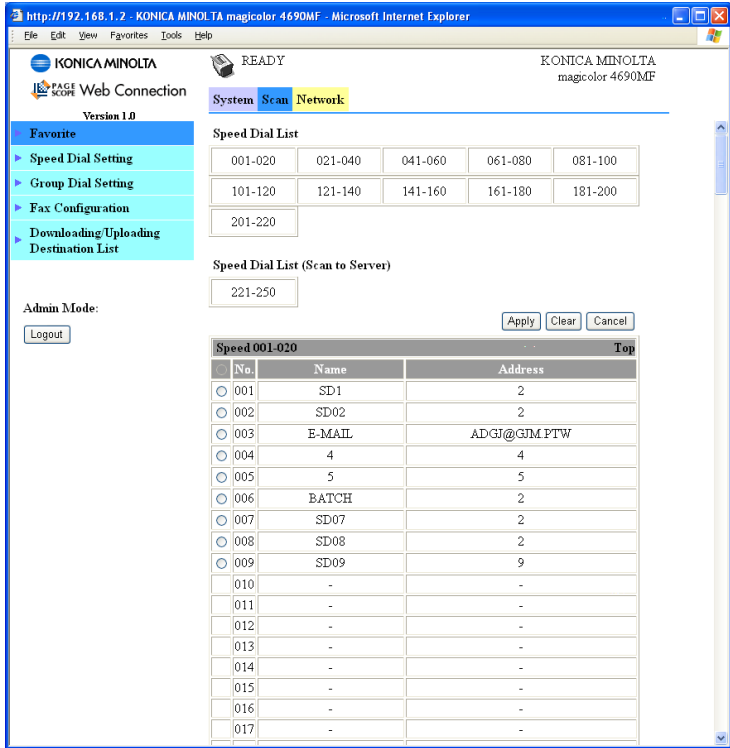 http://192.168.1.2 - KONICA MINOLTA magicolor 4690MF - Microsoft Internet Explorer
File Edit View Favorites Tools Help
KONICA MINOLTA
PAGE SCOPE Web Connection
Version 1.0
READY
KONICA MINOLTA
magicolor 4690MF
System Scan Network
Favorite
Speed Dial Setting
Group Dial Setting
Fax Configuration
Downloading/Uploading
Destination List
Admin Mode:
Logout
Speed Dial List
001-020 021-040 041-060 061-080 081-100
101-120 121-140 141-160 161-180 181-200
201-220
Speed Dial List (Scan to Server)
221-250
Apply Clear Cancel
Speed 001-020 Top
No. Name Address
001 SD1 2
002 SD02 2
003 E-MAIL ADGJ@GJM.PTW
004 4 4
005 5 5
006 BATCH 2
007 SD07 2
008 SD08 2
009 SD09 9
010 - -
011 - -
012 - -
013 - -
014 - -
015 - -
016 - -
017 - -